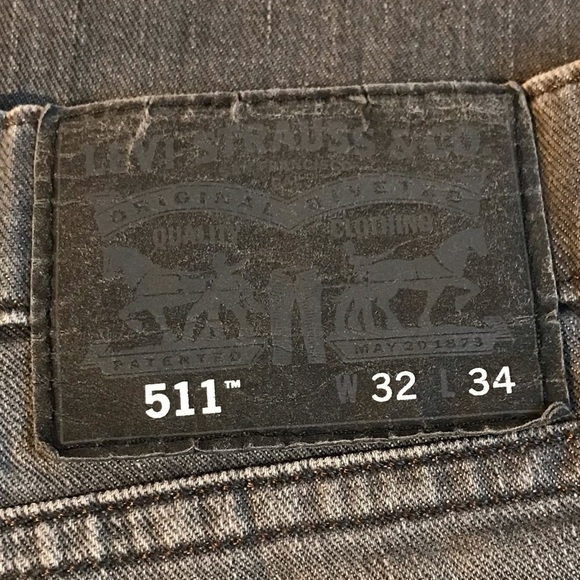 LEVI STRAUSS & CO
ORIGINAL RIVETED
QUALITY CLOTHING
PATENTED MAY 20 1873
511™ W 32 L 34